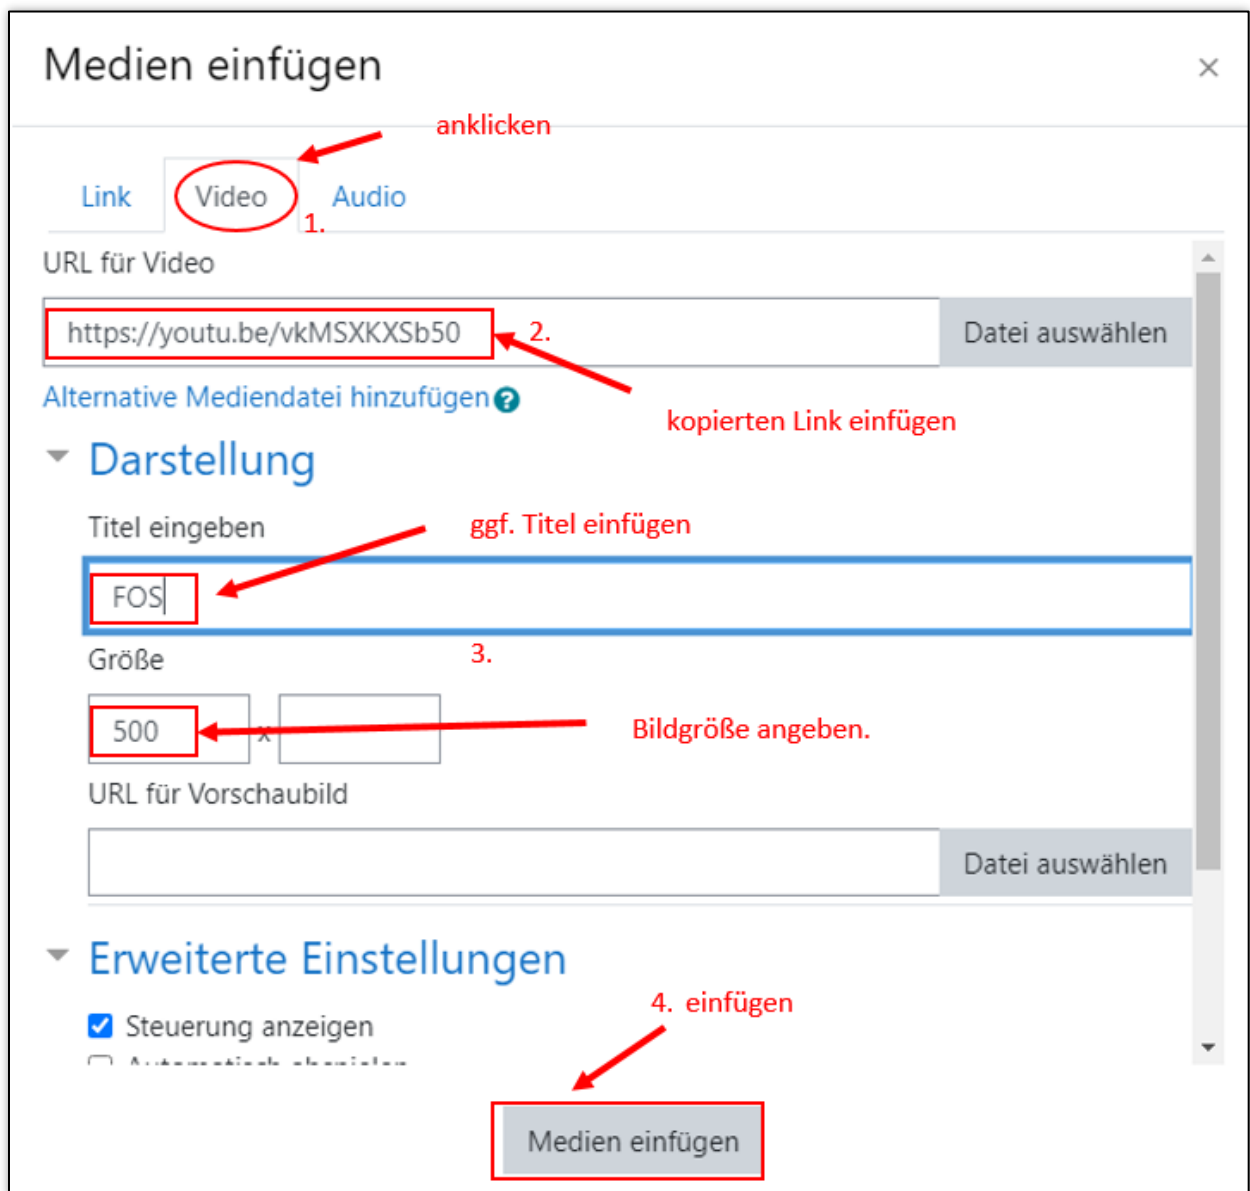 Medien einfügen
×
anklicken
Link Video Audio
1.
URL für Video
https://youtu.be/vkMSXKXSb50 2. Datei auswählen
Alternative Mediendatei hinzufügen ?
kopierten Link einfügen
Darstellung
Titel eingeben ggf. Titel einfügen
FOS
Größe 3.
500 x Bildgröße angeben.
URL für Vorschaubild
Datei auswählen
Erweiterte Einstellungen
4. einfügen
Steuerung anzeigen
Automatisch abspielen
Medien einfügen